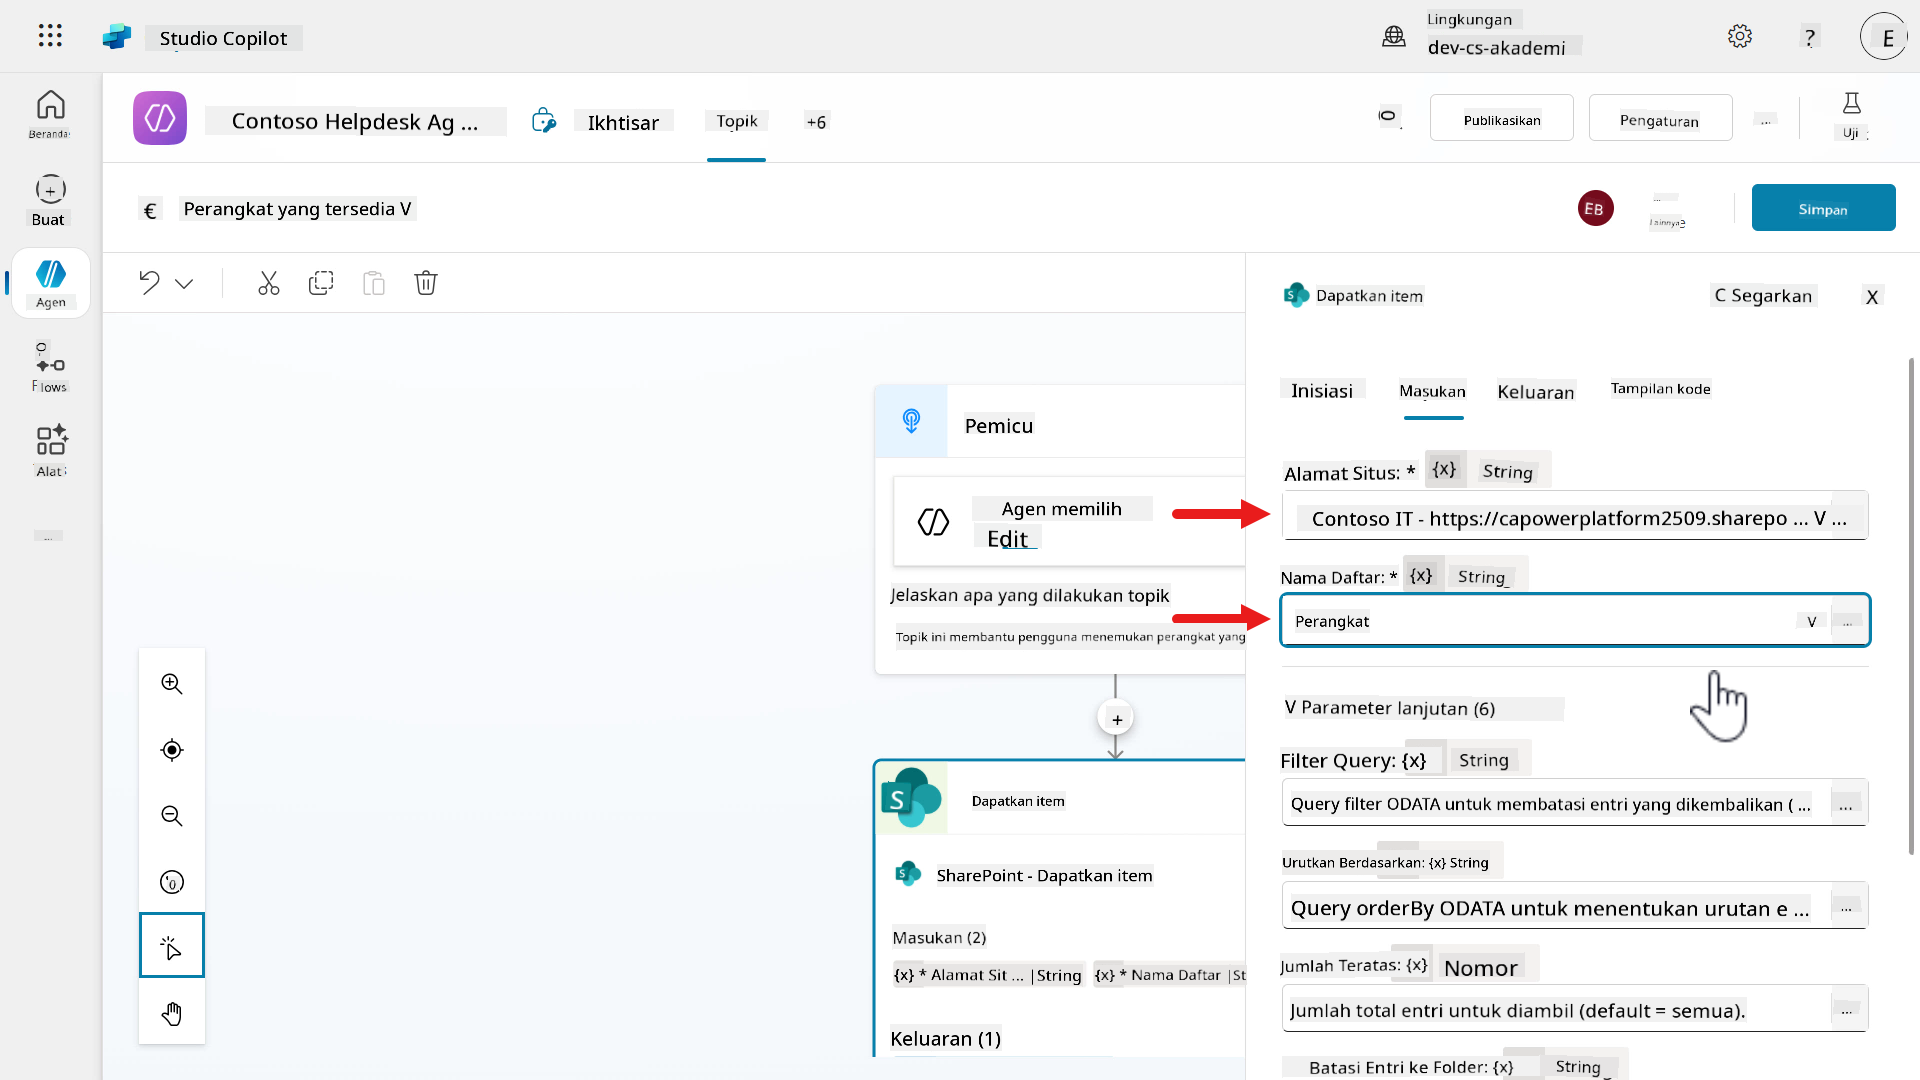 Studio Copilot
Lingkungan
dev-cs-akademi
?
E
Beranda
Buat
Agen
Flows
Alat
...
Contoso Helpdesk Ag ...
Ikhtisar
Topik
+6
Publikasikan
Pengaturan
...
Uji
€ Perangkat yang tersedia V
EB
...
Lainnya
Simpan
Pemicu
Agen memilih
Edit
Jelaskan apa yang dilakukan topik
Topik ini membantu pengguna menemukan perangkat yang
+
Dapatkan item
SharePoint - Dapatkan item
Masukan (2)
{x} * Alamat Sit ... |String {x} * Nama Daftar |St
Keluaran (1)
Dapatkan item
C Segarkan
X
Inisiasi
Masukan
Keluaran
Tampilan kode
Alamat Situs: * {x} String
Contoso IT - https://capowerplatform2509.sharepo ... V ...
Nama Daftar: * {x} String
Perangkat V ...
V Parameter lanjutan (6)
Filter Query: {x} String
Query filter ODATA untuk membatasi entri yang dikembalikan ( ... ...
Urutkan Berdasarkan: {x} String
Query orderBy ODATA untuk menentukan urutan e ... ...
Jumlah Teratas: {x} Nomor
Jumlah total entri untuk diambil (default = semua). ...
Batasi Entri ke Folder: {x} String